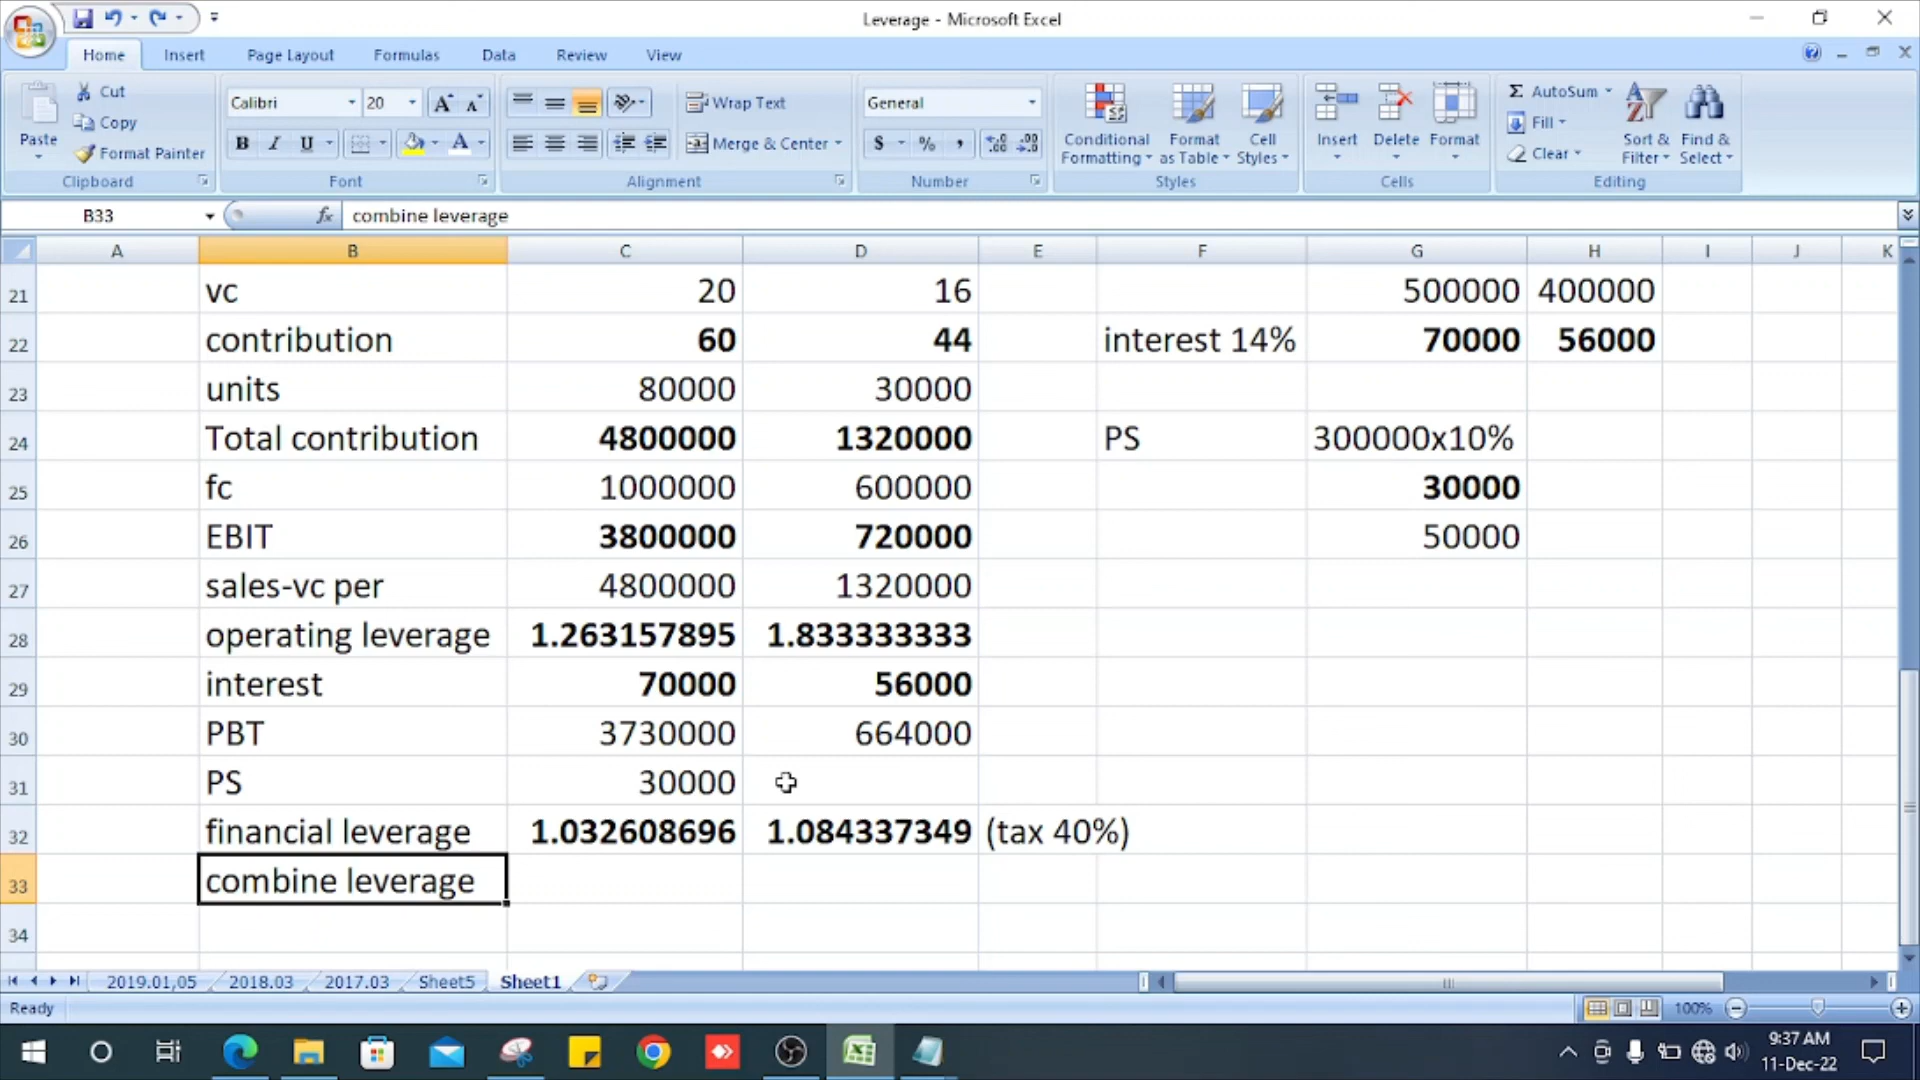 Leverage - Microsoft Excel
Home Insert Page Layout Formulas Data Review View
Paste Cut Copy Format Painter Clipboard
Calibri 20 A A B I U A Font
Wrap Text Merge & Center Alignment
General $ % , .0 .00 .00 .0 Number
Conditional Formatting Format as Table Cell Styles Styles
Insert Delete Format Cells
Σ AutoSum Fill Clear Sort & Filter Find & Select Editing
B33 fx combine leverage
A B C D E F G H I J K
21 vc 20 16 500000 400000
22 contribution 60 44 interest 14% 70000 56000
23 units 80000 30000
24 Total contribution 4800000 1320000 PS 300000x10%
25 fc 1000000 600000 30000
26 EBIT 3800000 720000 50000
27 sales-vc per 4800000 1320000
28 operating leverage 1.263157895 1.833333333
29 interest 70000 56000
30 PBT 3730000 664000
31 PS 30000
32 financial leverage 1.032608696 1.084337349 (tax 40%)
33 combine leverage
34
2019.01,05 2018.03 2017.03 Sheet5 Sheet1
Ready 100%
9:37 AM
11-Dec-22